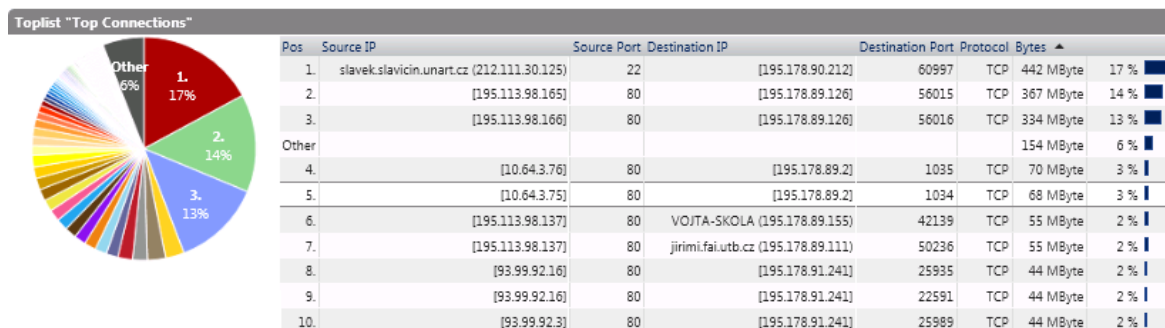 Toplist "Top Connections"
Pos Source IP Source Port Destination IP Destination Port Protocol Bytes
1. slavek.slavicin.unart.cz (212.111.30.125) 22 [195.178.90.212] 60997 TCP 442 MByte 17 %
2. [195.113.98.165] 80 [195.178.89.126] 56015 TCP 367 MByte 14 %
3. [195.113.98.166] 80 [195.178.89.126] 56016 TCP 334 MByte 13 %
Other 154 MByte 6 %
4. [10.64.3.76] 80 [195.178.89.2] 1035 TCP 70 MByte 3 %
5. [10.64.3.75] 80 [195.178.89.2] 1034 TCP 68 MByte 3 %
6. [195.113.98.137] 80 VOJTA-SKOLA (195.178.89.155) 42139 TCP 55 MByte 2 %
7. [195.113.98.137] 80 jirimi.fai.utb.cz (195.178.89.111) 50236 TCP 55 MByte 2 %
8. [93.99.92.16] 80 [195.178.91.241] 25935 TCP 44 MByte 2 %
9. [93.99.92.16] 80 [195.178.91.241] 22591 TCP 44 MByte 2 %
10. [93.99.92.3] 80 [195.178.91.241] 25989 TCP 44 MByte 2 %
Other
6%
1.
17%
2.
14%
3.
13%